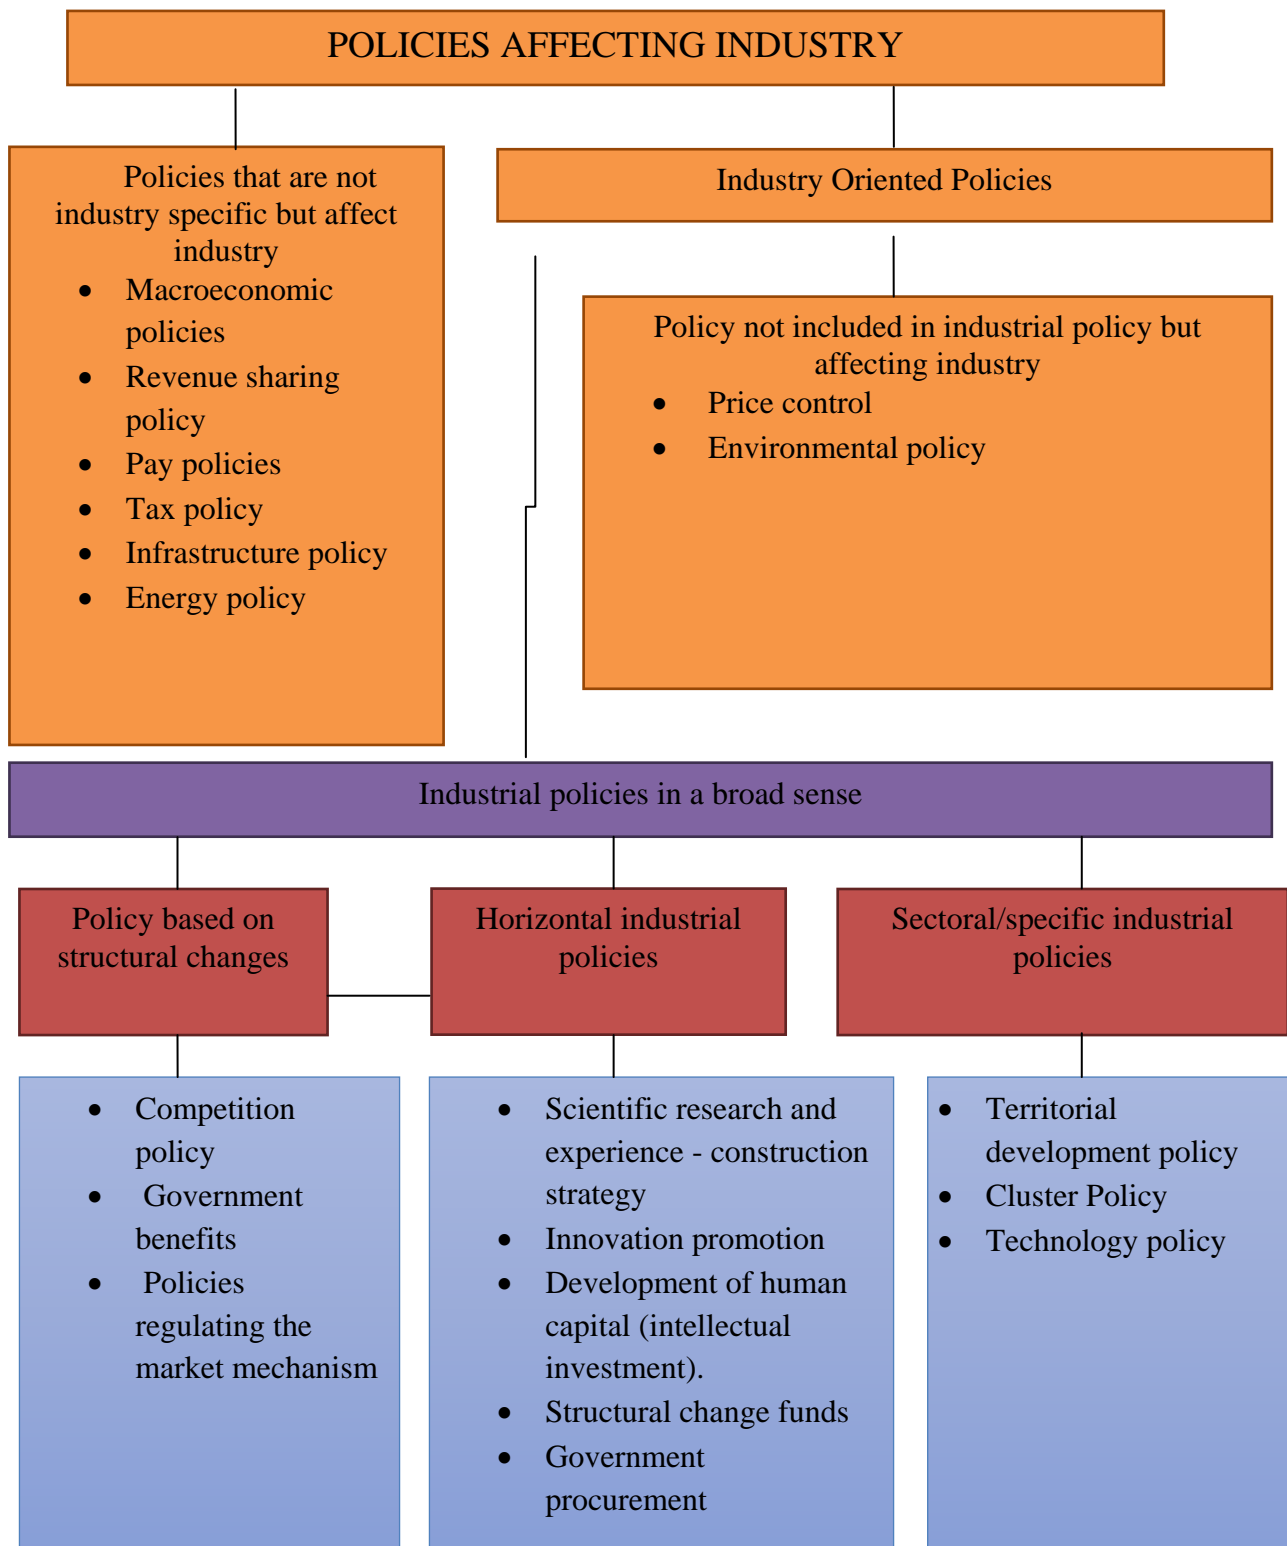 POLICIES AFFECTING INDUSTRY
Policies that are not
industry specific but affect
industry
• Macroeconomic
policies
• Revenue sharing
policy
• Pay policies
• Tax policy
• Infrastructure policy
• Energy policy
Industry Oriented Policies
Policy not included in industrial policy but
affecting industry
• Price control
• Environmental policy
Industrial policies in a broad sense
Policy based on
structural changes
Horizontal industrial
policies
Sectoral/specific industrial
policies
• Competition
policy
• Government
benefits
• Policies
regulating the
market mechanism
• Scientific research and
experience - construction
strategy
• Innovation promotion
• Development of human
capital (intellectual
investment).
• Structural change funds
• Government
procurement
• Territorial
development policy
• Cluster Policy
• Technology policy